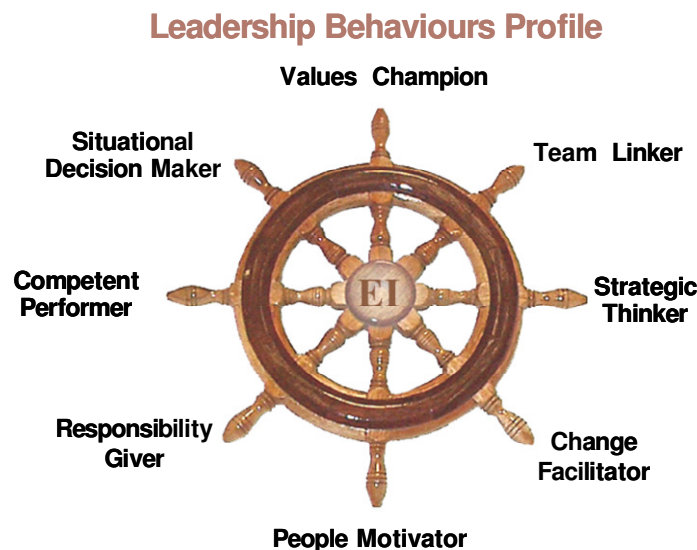 Leadership Behaviours Profile
Values Champion
Situational
Decision Maker
Team Linker
Competent
Performer
EI
Strategic
Thinker
Responsibility
Giver
Change
Facilitator
People Motivator